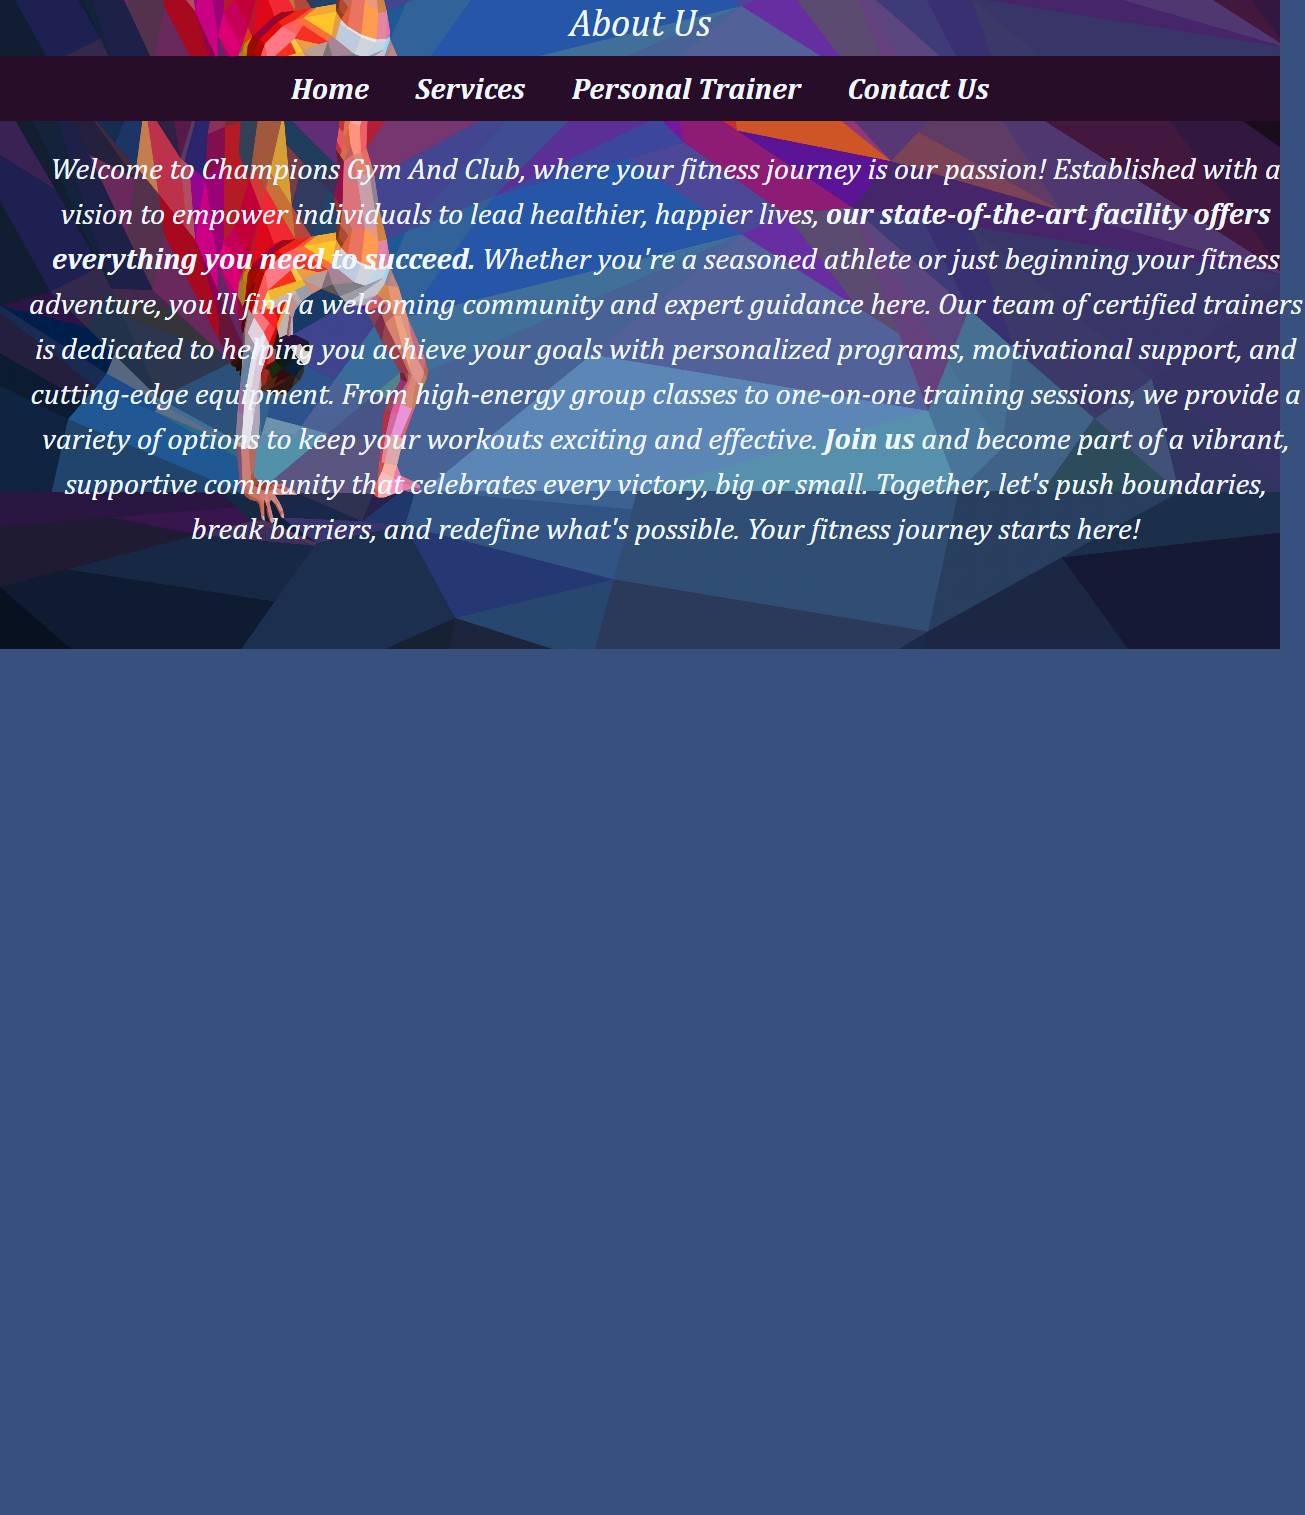 About Us
Home Services Personal Trainer Contact Us
Welcome to Champions Gym And Club, where your fitness journey is our passion! Established with a
vision to empower individuals to lead healthier, happier lives, our state-of-the-art facility offers
everything you need to succeed. Whether you're a seasoned athlete or just beginning your fitness
adventure, you'll find a welcoming community and expert guidance here. Our team of certified trainers
is dedicated to helping you achieve your goals with personalized programs, motivational support, and
cutting-edge equipment. From high-energy group classes to one-on-one training sessions, we provide a
variety of options to keep your workouts exciting and effective. Join us and become part of a vibrant,
supportive community that celebrates every victory, big or small. Together, let's push boundaries,
break barriers, and redefine what's possible. Your fitness journey starts here!